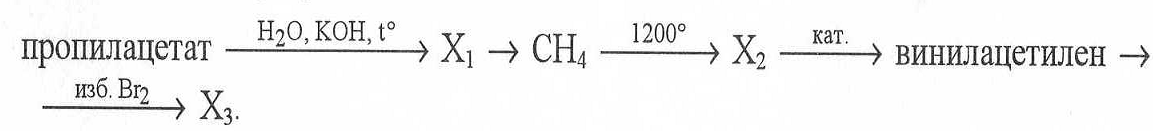 пропилацетат —H₂O, KOH, t°→ X₁ → CH₄ —1200°→ X₂ —кат.→ винилацетилен →
—изб. Br₂→ X₃.